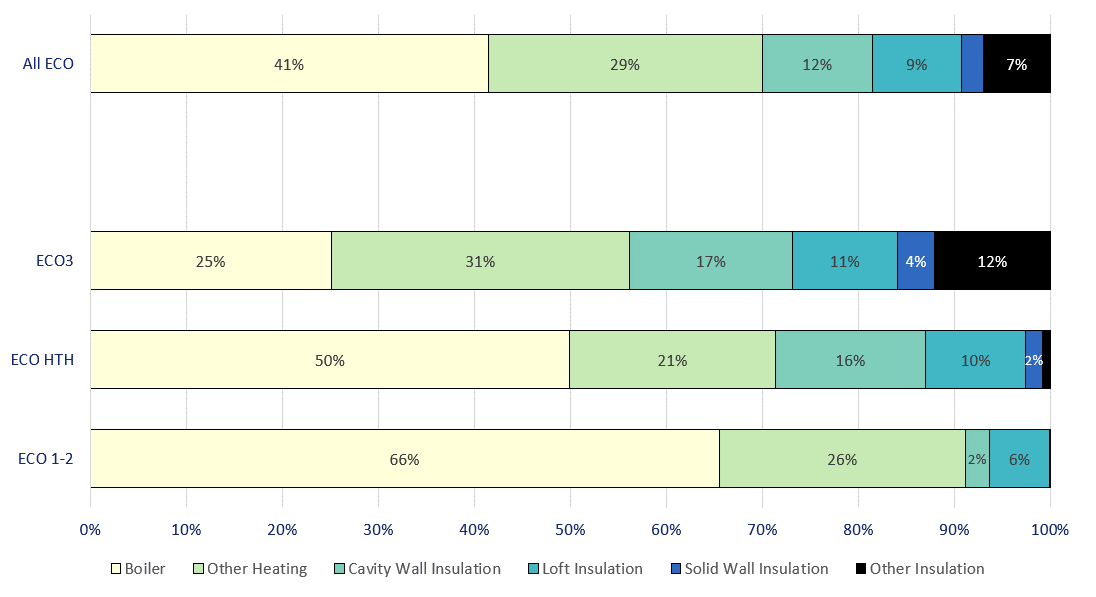 All ECO 41% 29% 12% 9% 7%
ECO3 25% 31% 17% 11% 4% 12%
ECO HTH 50% 21% 16% 10% 2%
ECO 1-2 66% 26% 2% 6%
0% 10% 20% 30% 40% 50% 60% 70% 80% 90% 100%
Boiler Other Heating Cavity Wall Insulation Loft Insulation Solid Wall Insulation Other Insulation